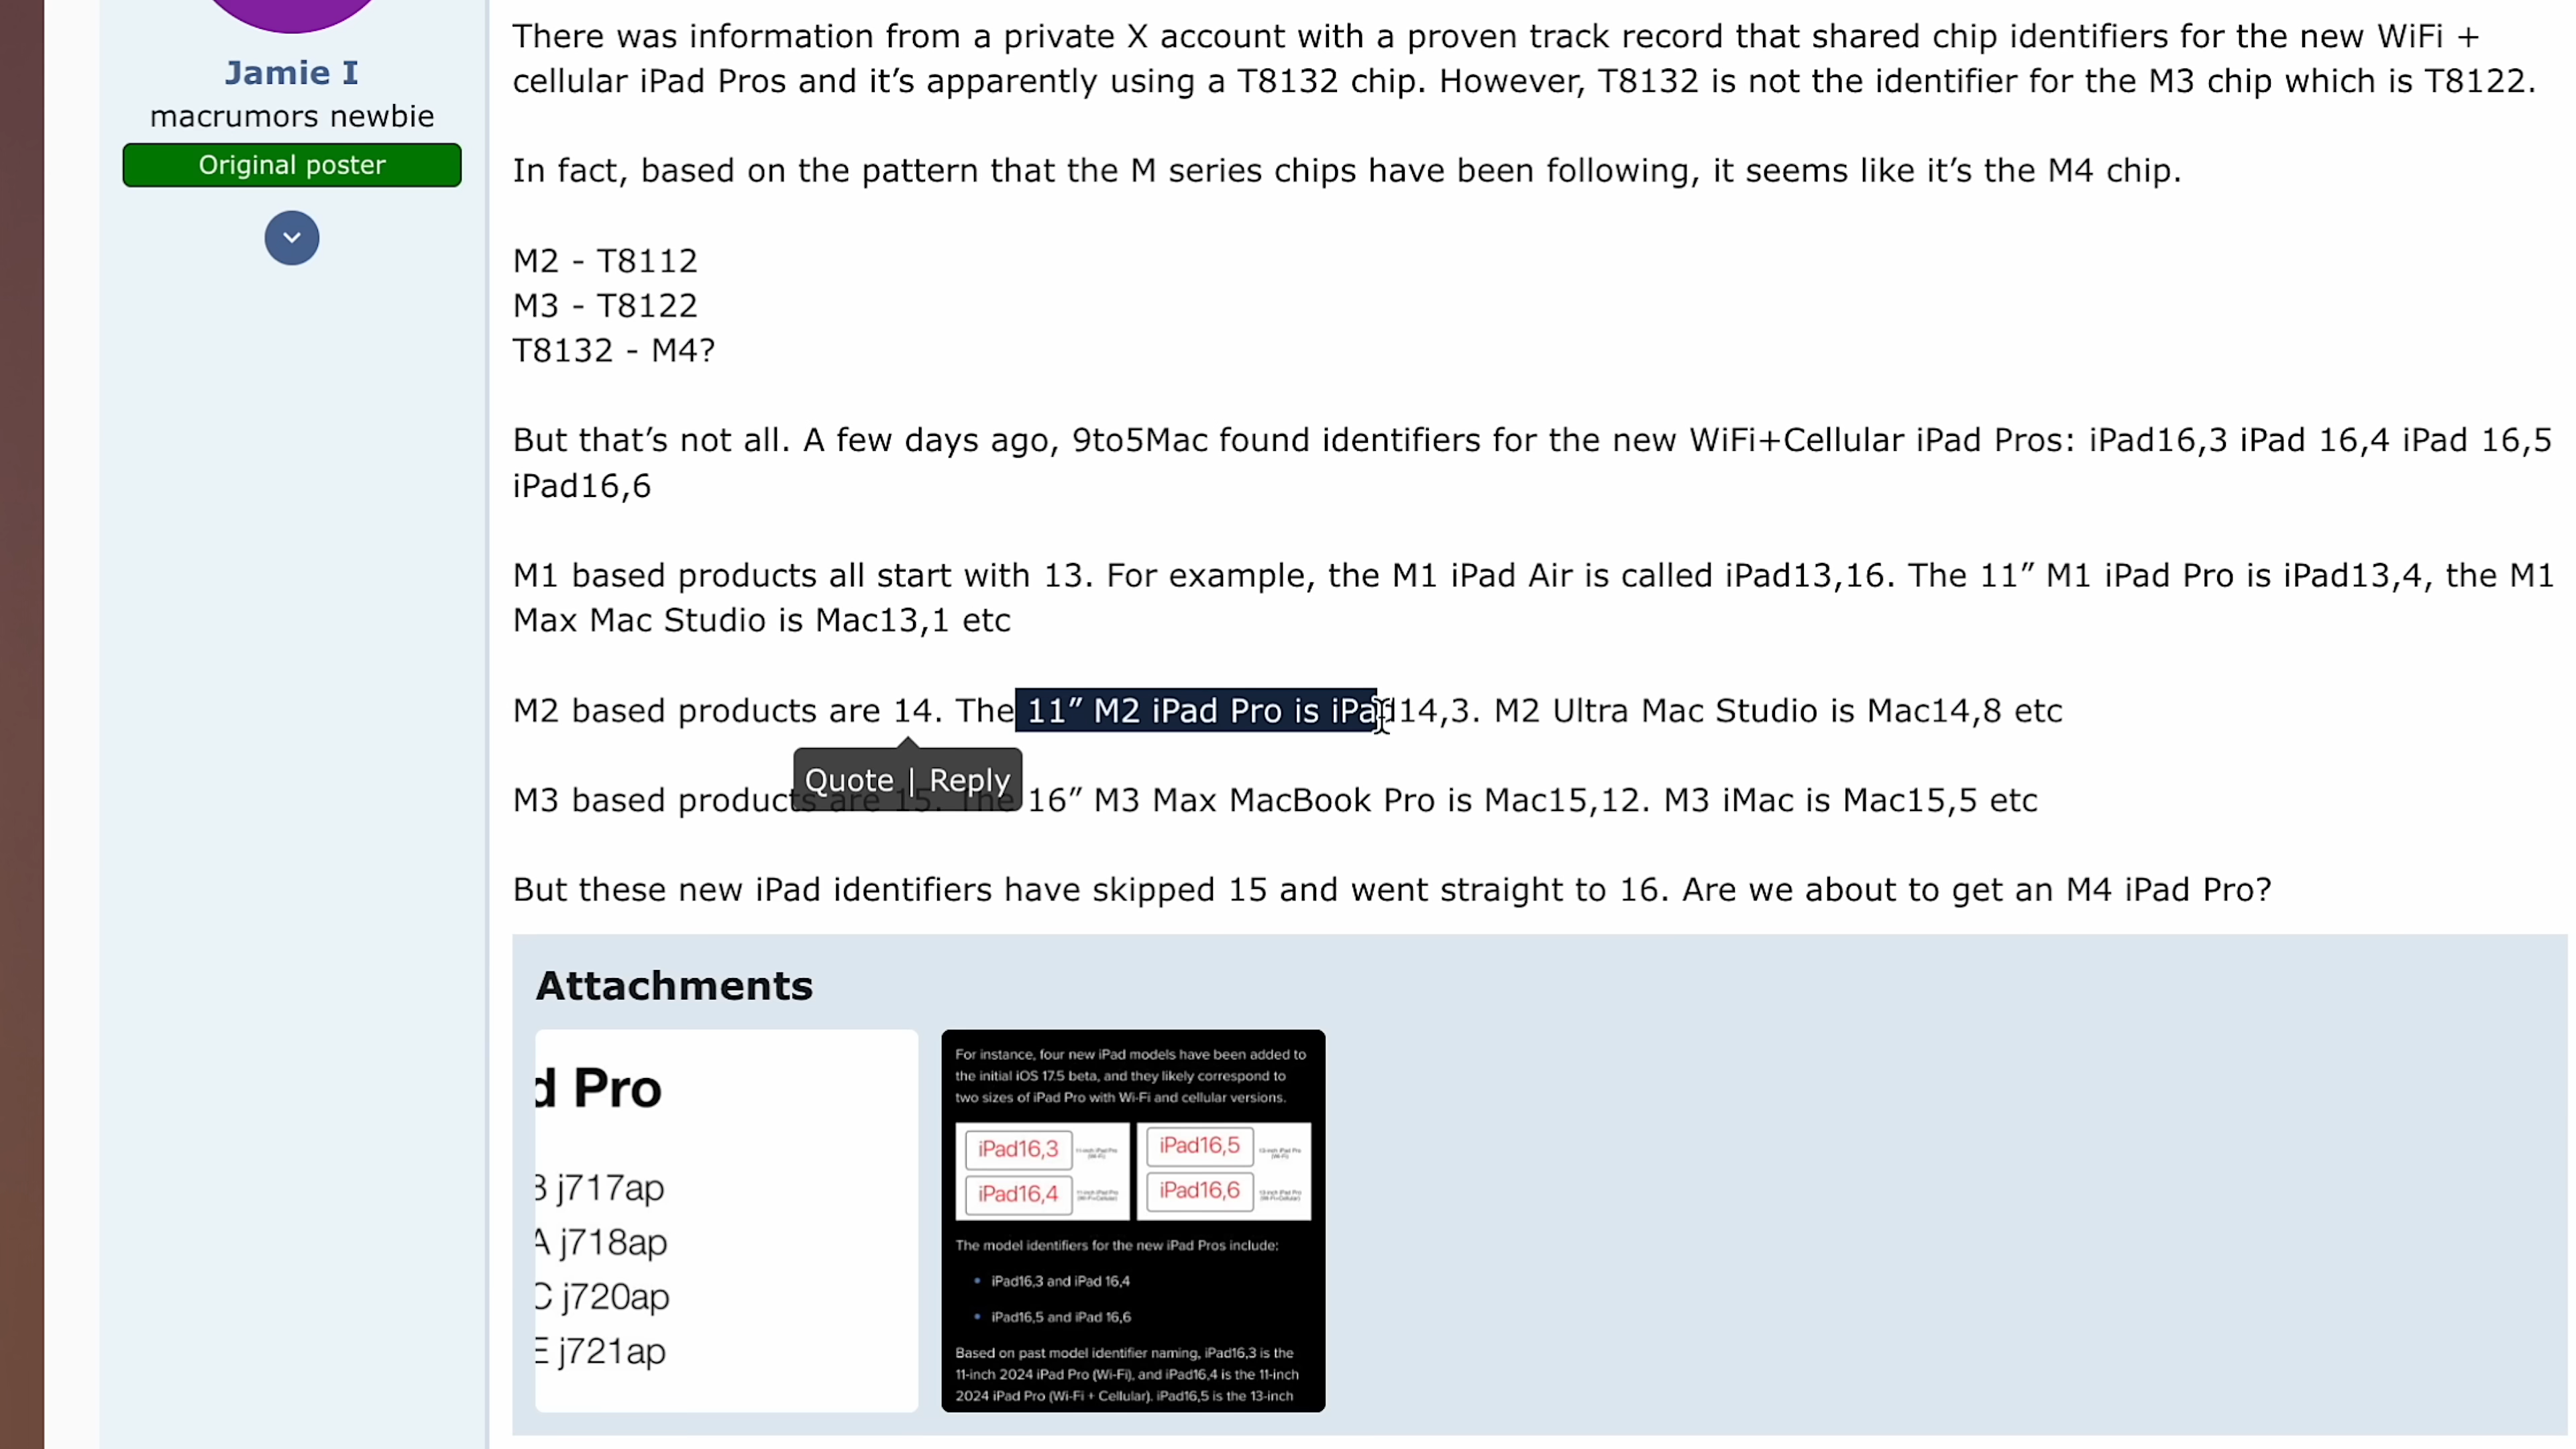 There was information from a private X account with a proven track record that shared chip identifiers for the new WiFi +
cellular iPad Pros and it’s apparently using a T8132 chip. However, T8132 is not the identifier for the M3 chip which is T8122.
Jamie I
macrumors newbie
Original poster
In fact, based on the pattern that the M series chips have been following, it seems like it’s the M4 chip.
M2 - T8112
M3 - T8122
T8132 - M4?
But that’s not all. A few days ago, 9to5Mac found identifiers for the new WiFi+Cellular iPad Pros: iPad16,3 iPad 16,4 iPad 16,5
iPad16,6
M1 based products all start with 13. For example, the M1 iPad Air is called iPad13,16. The 11” M1 iPad Pro is iPad13,4, the M1
Max Mac Studio is Mac13,1 etc
M2 based products are 14. The 11” M2 iPad Pro is iPad14,3. M2 Ultra Mac Studio is Mac14,8 etc
Quote | Reply
M3 based products are 15. The 16” M3 Max MacBook Pro is Mac15,12. M3 iMac is Mac15,5 etc
But these new iPad identifiers have skipped 15 and went straight to 16. Are we about to get an M4 iPad Pro?
Attachments
d Pro
j717ap
A j718ap
C j720ap
E j721ap
For instance, four new iPad models have been added to
the initial iOS 17.5 beta, and they likely correspond to
two sizes of iPad Pro with Wi-Fi and cellular versions.
iPad16,3
iPad16,4
iPad16,5
iPad16,6
The model identifiers for the new iPad Pros include:
• iPad16,3 and iPad 16,4
• iPad16,5 and iPad 16,6
Based on past model identifier naming, iPad16,3 is the
11-inch 2024 iPad Pro (Wi-Fi), and iPad16,4 is the 11-inch
2024 iPad Pro (Wi-Fi + Cellular). iPad16,5 is the 13-inch